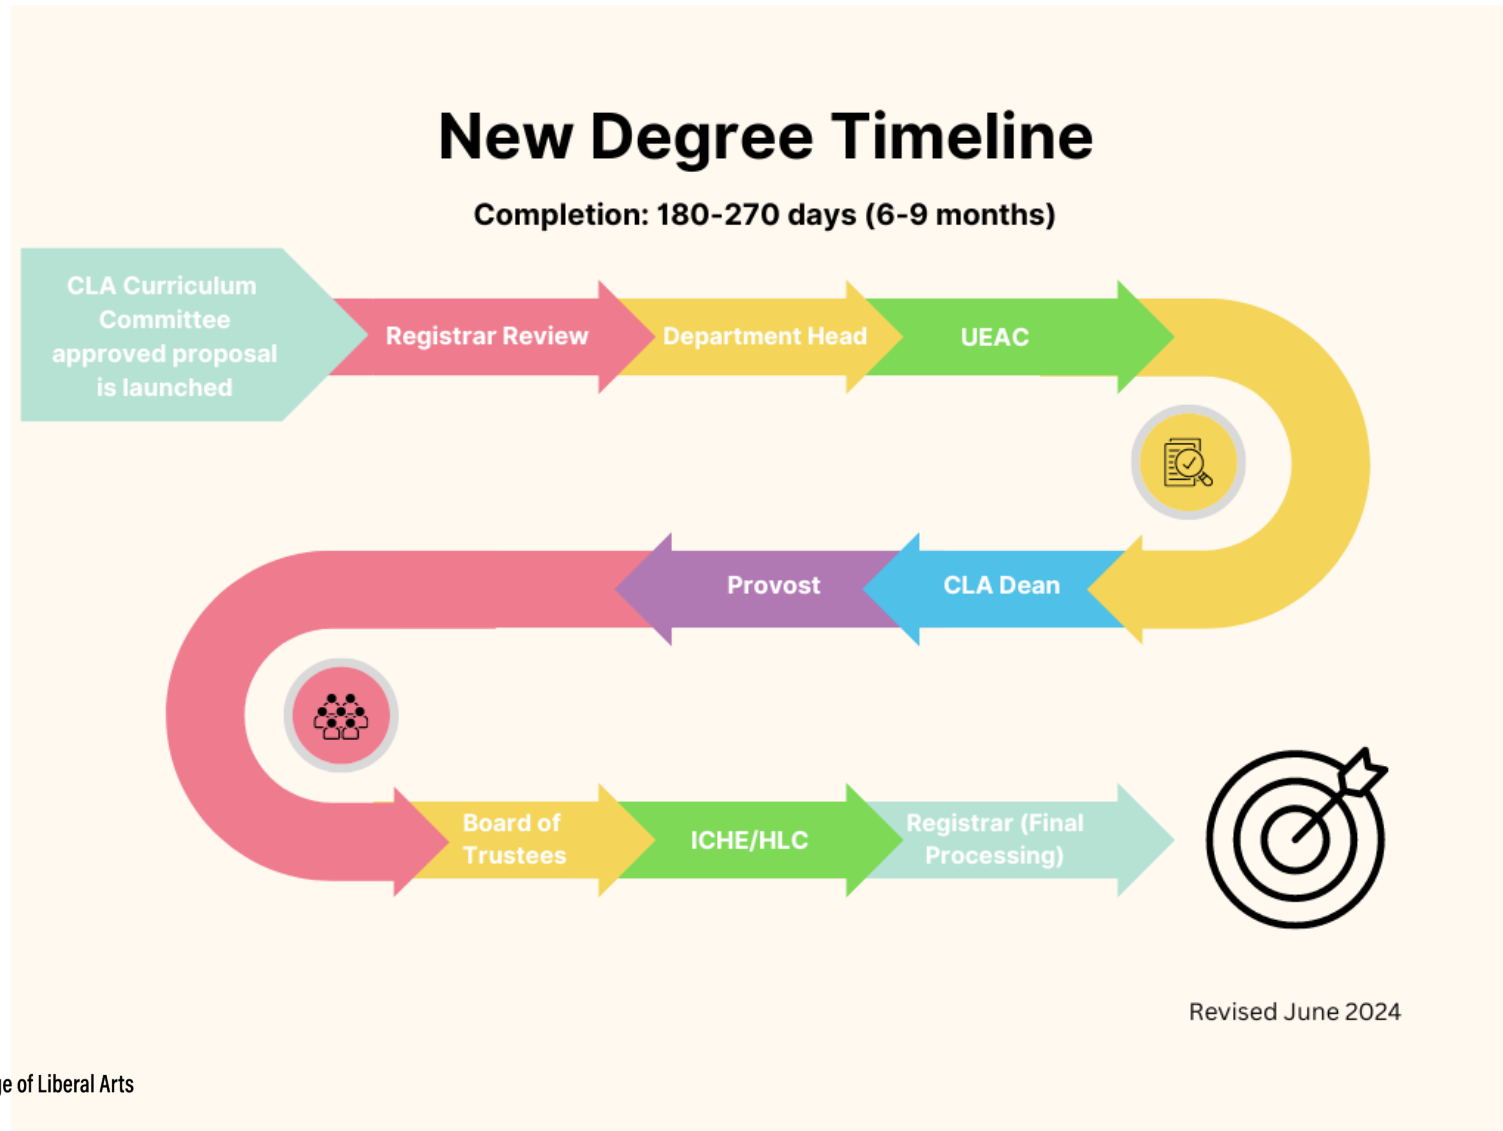 New Degree Timeline
Completion: 180-270 days (6-9 months)
CLA Curriculum
Committee
approved proposal
is launched
Registrar Review
Department Head
UEAC
CLA Dean
Provost
Board of
Trustees
ICHE/HLC
Registrar (Final
Processing)
Revised June 2024
of Liberal Arts